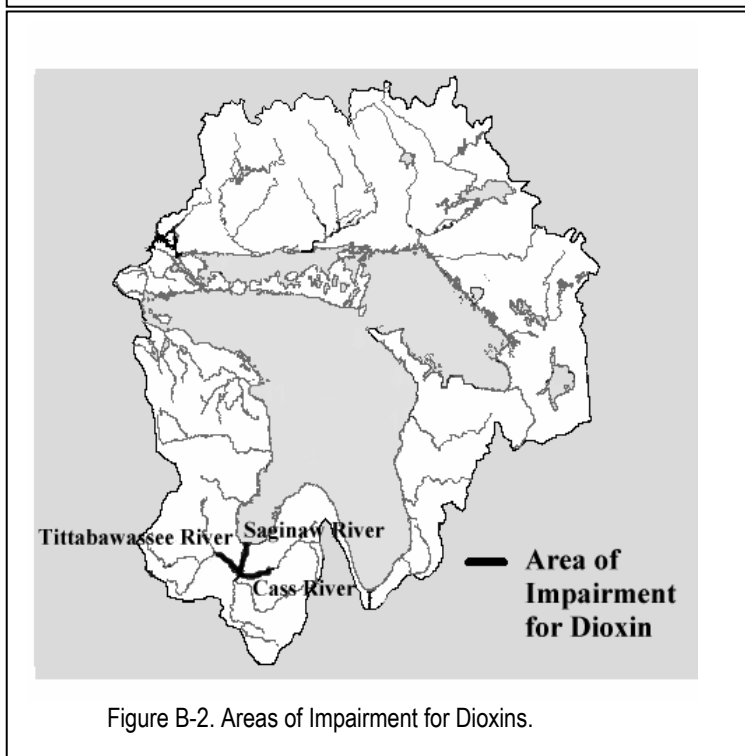 Tittabawassee River
Saginaw River
Cass River
Area of
Impairment
for Dioxin
Figure B-2. Areas of Impairment for Dioxins.